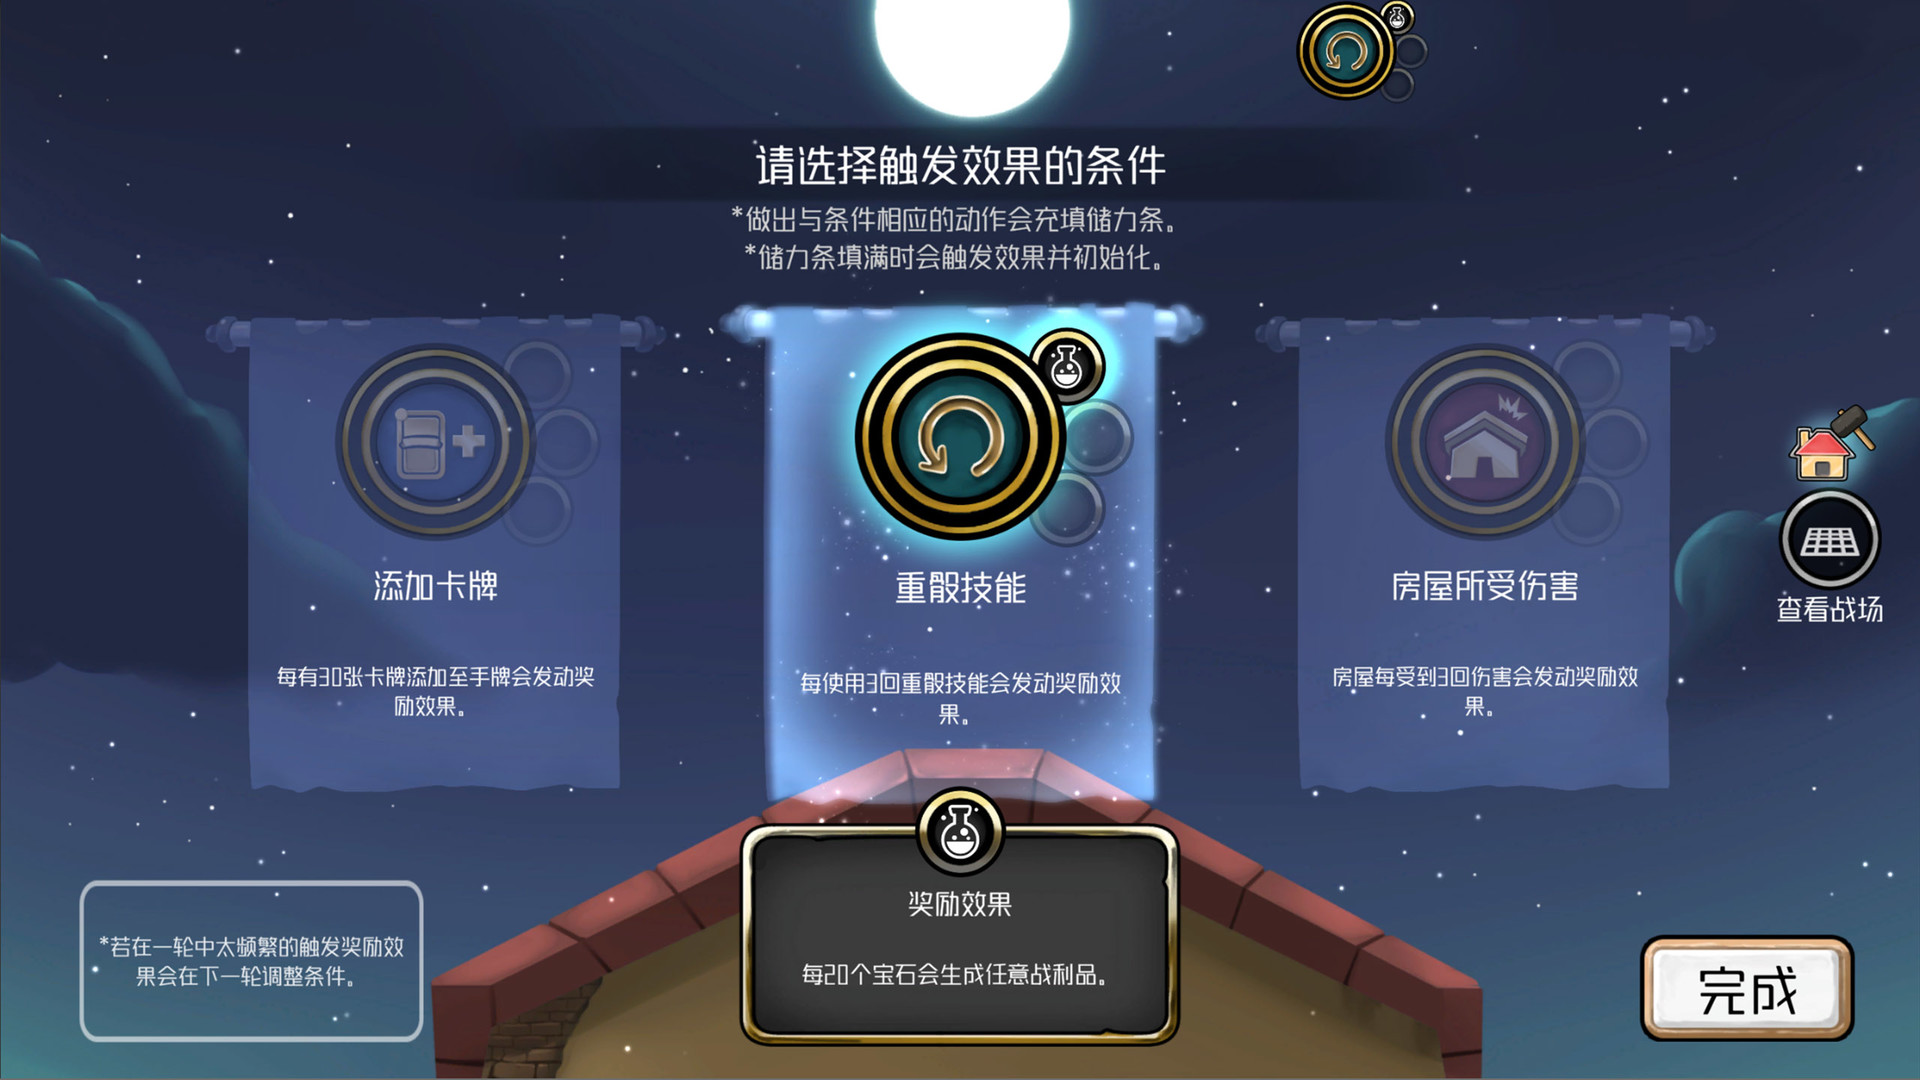 请选择触发效果的条件
*做出与条件相应的动作会充填储力条。
*储力条填满时会触发效果并初始化。
添加卡牌
每有30张卡牌添加至手牌会发动奖
励效果。
重骰技能
每使用3回重骰技能会发动奖励效
果。
房屋所受伤害
房屋每受到3回伤害会发动奖励效
果。
查看战场
奖励效果
每20个宝石会生成任意战利品。
*若在一轮中太频繁的触发奖励效
果会在下一轮调整条件。
完成